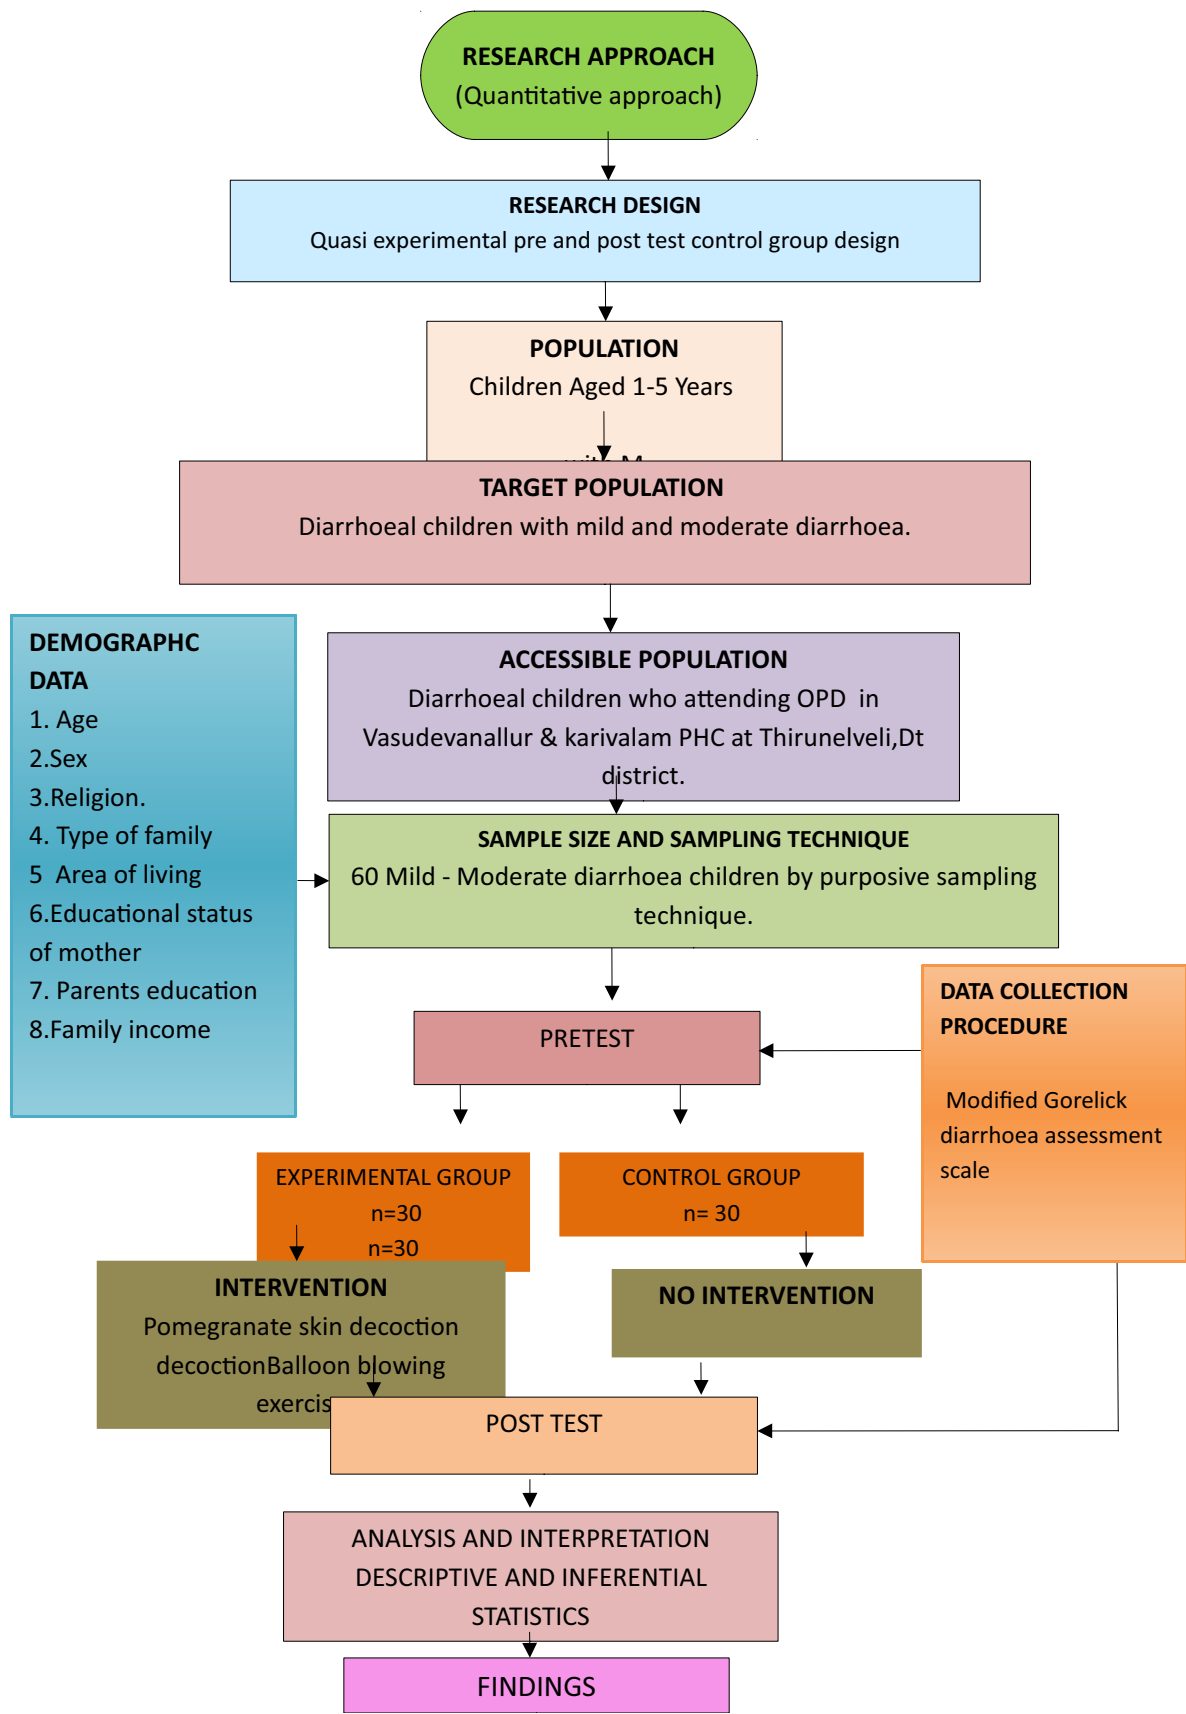 RESEARCH APPROACH
(Quantitative approach)
RESEARCH DESIGN
Quasi experimental pre and post test control group design
POPULATION
Children Aged 1-5 Years
TARGET POPULATION
Diarrhoeal children with mild and moderate diarrhoea.
DEMOGRAPHC
DATA
1. Age
2.Sex
3.Religion.
4. Type of family
5 Area of living
6.Educational status
of mother
7. Parents education
8.Family income
ACCESSIBLE POPULATION
Diarrhoeal children who attending OPD in
Vasudevanallur & karivalam PHC at Thirunelveli,Dt
district.
SAMPLE SIZE AND SAMPLING TECHNIQUE
60 Mild - Moderate diarrhoea children by purposive sampling
technique.
PRETEST
DATA COLLECTION
PROCEDURE
Modified Gorelick
diarrhoea assessment
scale
EXPERIMENTAL GROUP
n=30
n=30
CONTROL GROUP
n= 30
INTERVENTION
Pomegranate skin decoction
decoctionBalloon blowing
exercis
NO INTERVENTION
POST TEST
ANALYSIS AND INTERPRETATION
DESCRIPTIVE AND INFERENTIAL
STATISTICS
FINDINGS